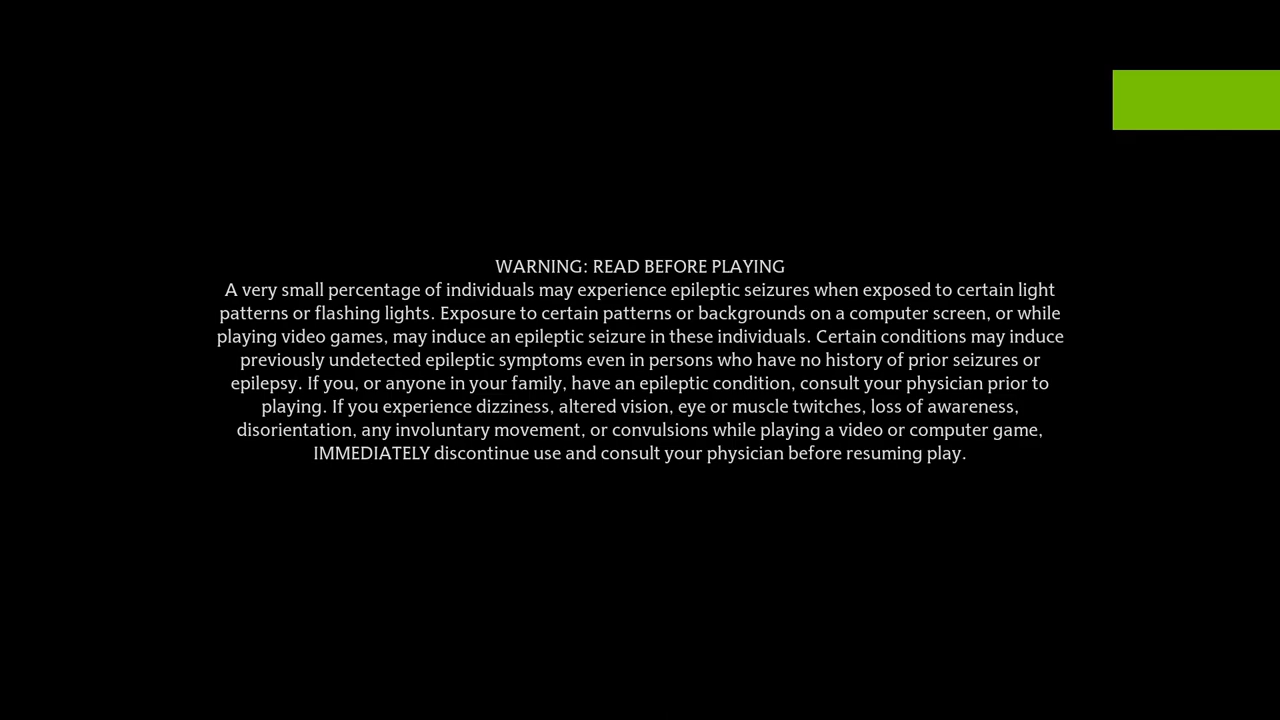 WARNING: READ BEFORE PLAYING
A very small percentage of individuals may experience epileptic seizures when exposed to certain light
patterns or flashing lights. Exposure to certain patterns or backgrounds on a computer screen, or while
playing video games, may induce an epileptic seizure in these individuals. Certain conditions may induce
previously undetected epileptic symptoms even in persons who have no history of prior seizures or
epilepsy. If you, or anyone in your family, have an epileptic condition, consult your physician prior to
playing. If you experience dizziness, altered vision, eye or muscle twitches, loss of awareness,
disorientation, any involuntary movement, or convulsions while playing a video or computer game,
IMMEDIATELY discontinue use and consult your physician before resuming play.